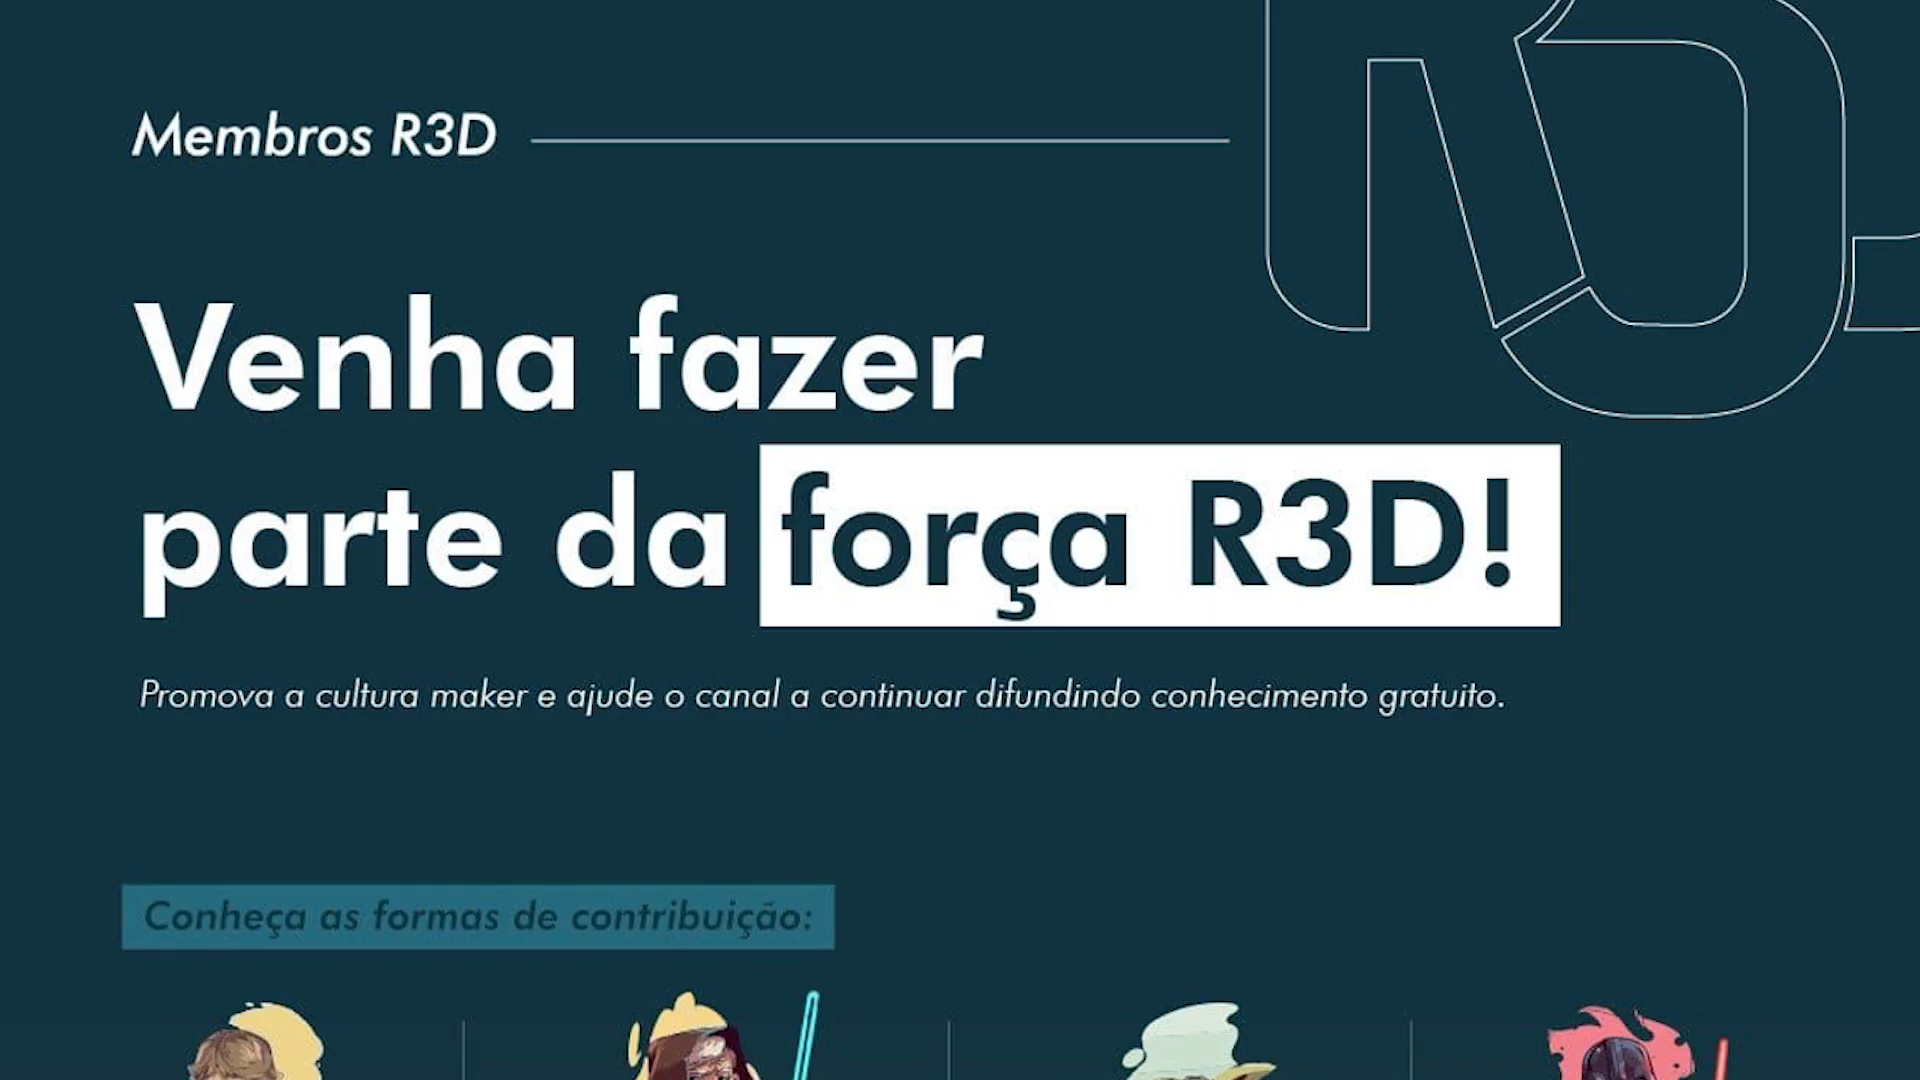 Membros R3D
Venha fazer
parte da força R3D!
Promova a cultura maker e ajude o canal a continuar difundindo conhecimento gratuito.
Conheça as formas de contribuição: